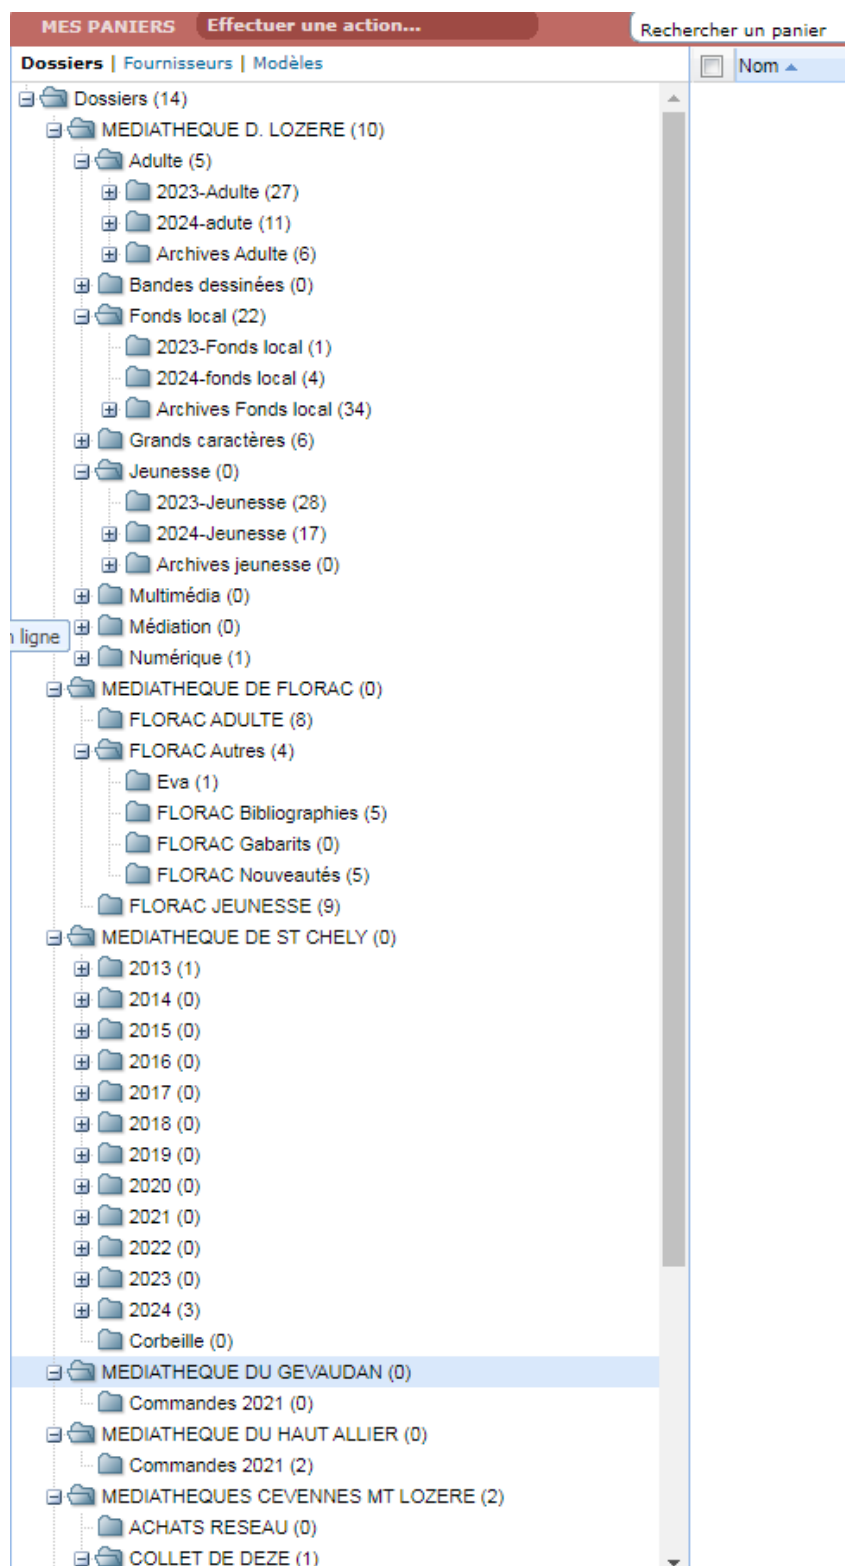 MES PANIERS Effectuer une action... Rechercher un panier
Dossiers | Fournisseurs | Modèles Nom
Dossiers (14)
MEDIATHEQUE D. LOZERE (10)
Adulte (5)
2023-Adulte (27)
2024-adute (11)
Archives Adulte (6)
Bandes dessinées (0)
Fonds local (22)
2023-Fonds local (1)
2024-fonds local (4)
Archives Fonds local (34)
Grands caractères (6)
Jeunesse (0)
2023-Jeunesse (28)
2024-Jeunesse (17)
Archives jeunesse (0)
Multimédia (0)
Médiation (0)
ligne
Numérique (1)
MEDIATHEQUE DE FLORAC (0)
FLORAC ADULTE (8)
FLORAC Autres (4)
Eva (1)
FLORAC Bibliographies (5)
FLORAC Gabarits (0)
FLORAC Nouveautés (5)
FLORAC JEUNESSE (9)
MEDIATHEQUE DE ST CHELY (0)
2013 (1)
2014 (0)
2015 (0)
2016 (0)
2017 (0)
2018 (0)
2019 (0)
2020 (0)
2021 (0)
2022 (0)
2023 (0)
2024 (3)
Corbeille (0)
MEDIATHEQUE DU GEVAUDAN (0)
Commandes 2021 (0)
MEDIATHEQUE DU HAUT ALLIER (0)
Commandes 2021 (2)
MEDIATHEQUES CEVENNES MT LOZERE (2)
ACHATS RESEAU (0)
COLLET DE DEZE (1)